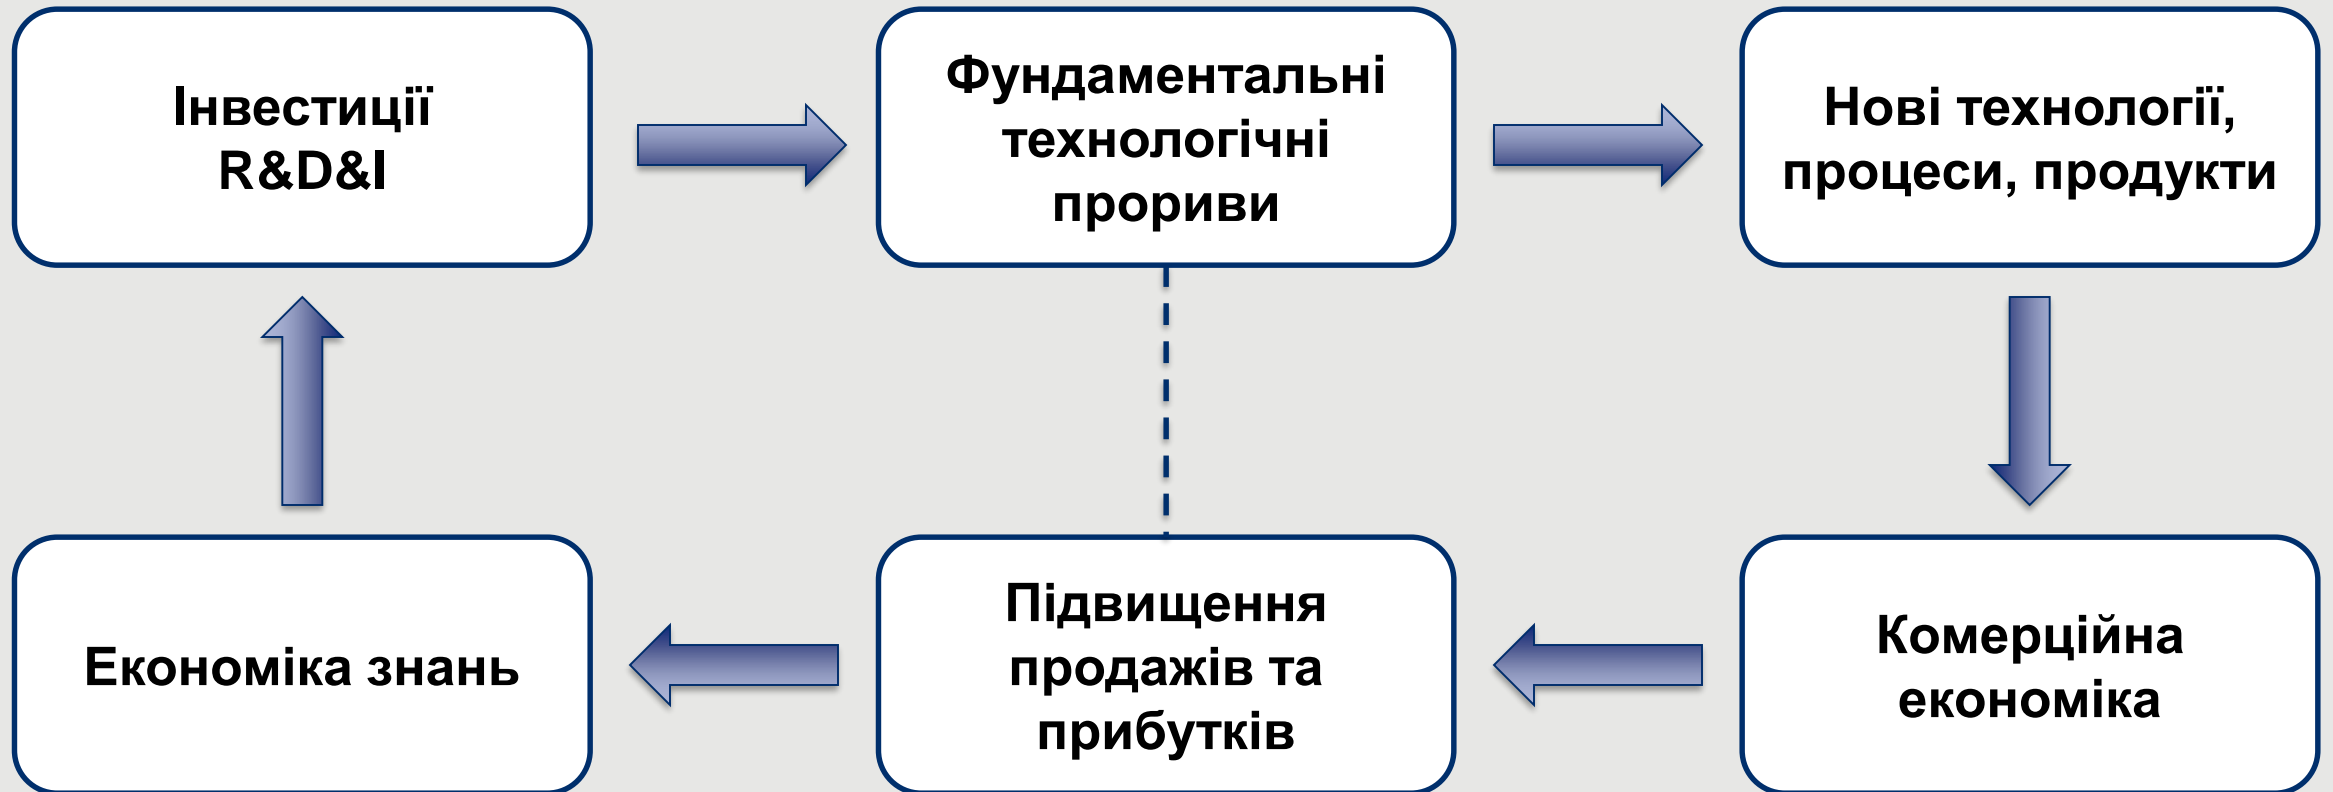 Інвестиції
R&D&I
Фундаментальні
технологічні
прориви
Нові технології,
процеси, продукти
Економіка знань
Підвищення
продажів та
прибутків
Комерційна
економіка